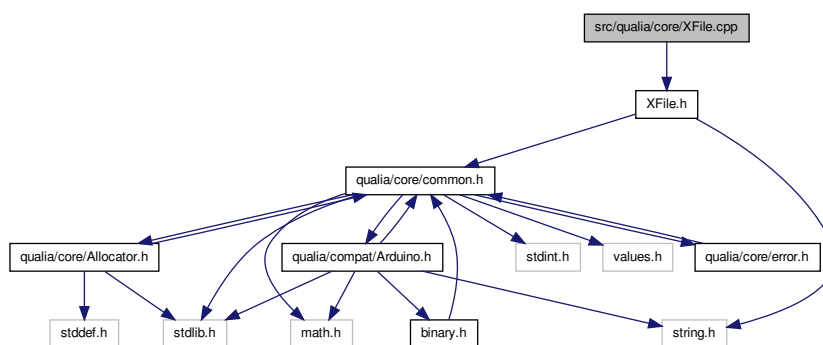 src/qualia/core/XFile.cpp
XFile.h
qualia/core/common.h
qualia/core/Allocator.h
qualia/compat/Arduino.h
stdint.h
values.h
qualia/core/error.h
stddef.h
stdlib.h
math.h
binary.h
string.h